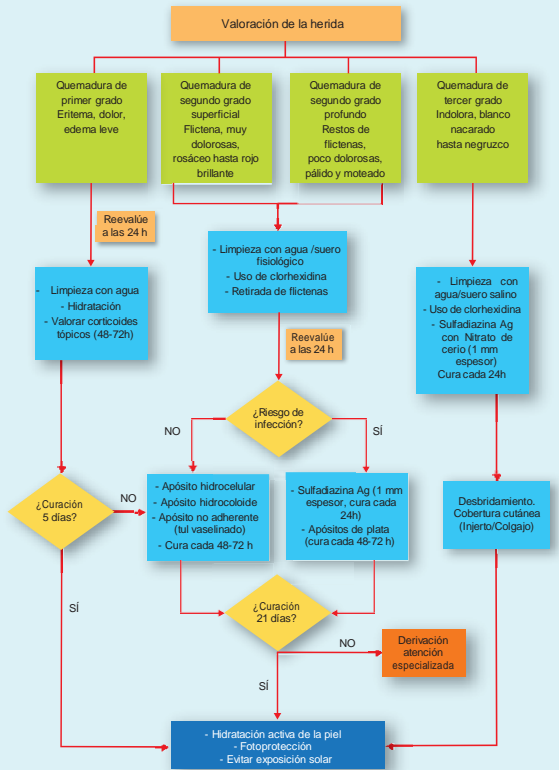 Valoración de la herida
Quemadura de
primer grado
Eritema, dolor,
edema leve
Quemadura de
segundo grado
superficial
Flictena, muy
dolorosas,
rosáceo hasta rojo
brillante
Quemadura de
segundo grado
profundo
Restos de
flictenas,
poco dolorosas,
pálido y moteado
Quemadura de
tercer grado
Indolora, blanco
nacarado
hasta negruzco
Reevalúe
a las 24 h
- Limpieza con agua
- Hidratación
- Valorar corticoides
tópicos (48-72h)
- Limpieza con agua /suero
fisiológico
- Uso de clorhexidina
- Retirada de flictenas
- Limpieza con
agua/suero salino
- Uso de clorhexidina
- Sulfadiazina Ag
con Nitrato de
cerio (1 mm
espesor)
Cura cada 24h
Reevalúe
a las 24 h
¿Riesgo de
infección?
NO
SÍ
¿Curación
5 días?
NO
- Apósito hidrocelular
- Apósito hidrocoloide
- Apósito no adherente
(tul vaselinado)
- Cura cada 48-72 h
- Sulfadiazina Ag (1 mm
espesor, cura cada
24h)
- Apósitos de plata
(cura cada 48-72 h)
Desbridamiento.
Cobertura cutánea
(Injerto/Colgajo)
SÍ
¿Curación
21 días?
NO
Derivación
atención
especializada
SÍ
- Hidratación activa de la piel
- Fotoprotección
- Evitar exposición solar